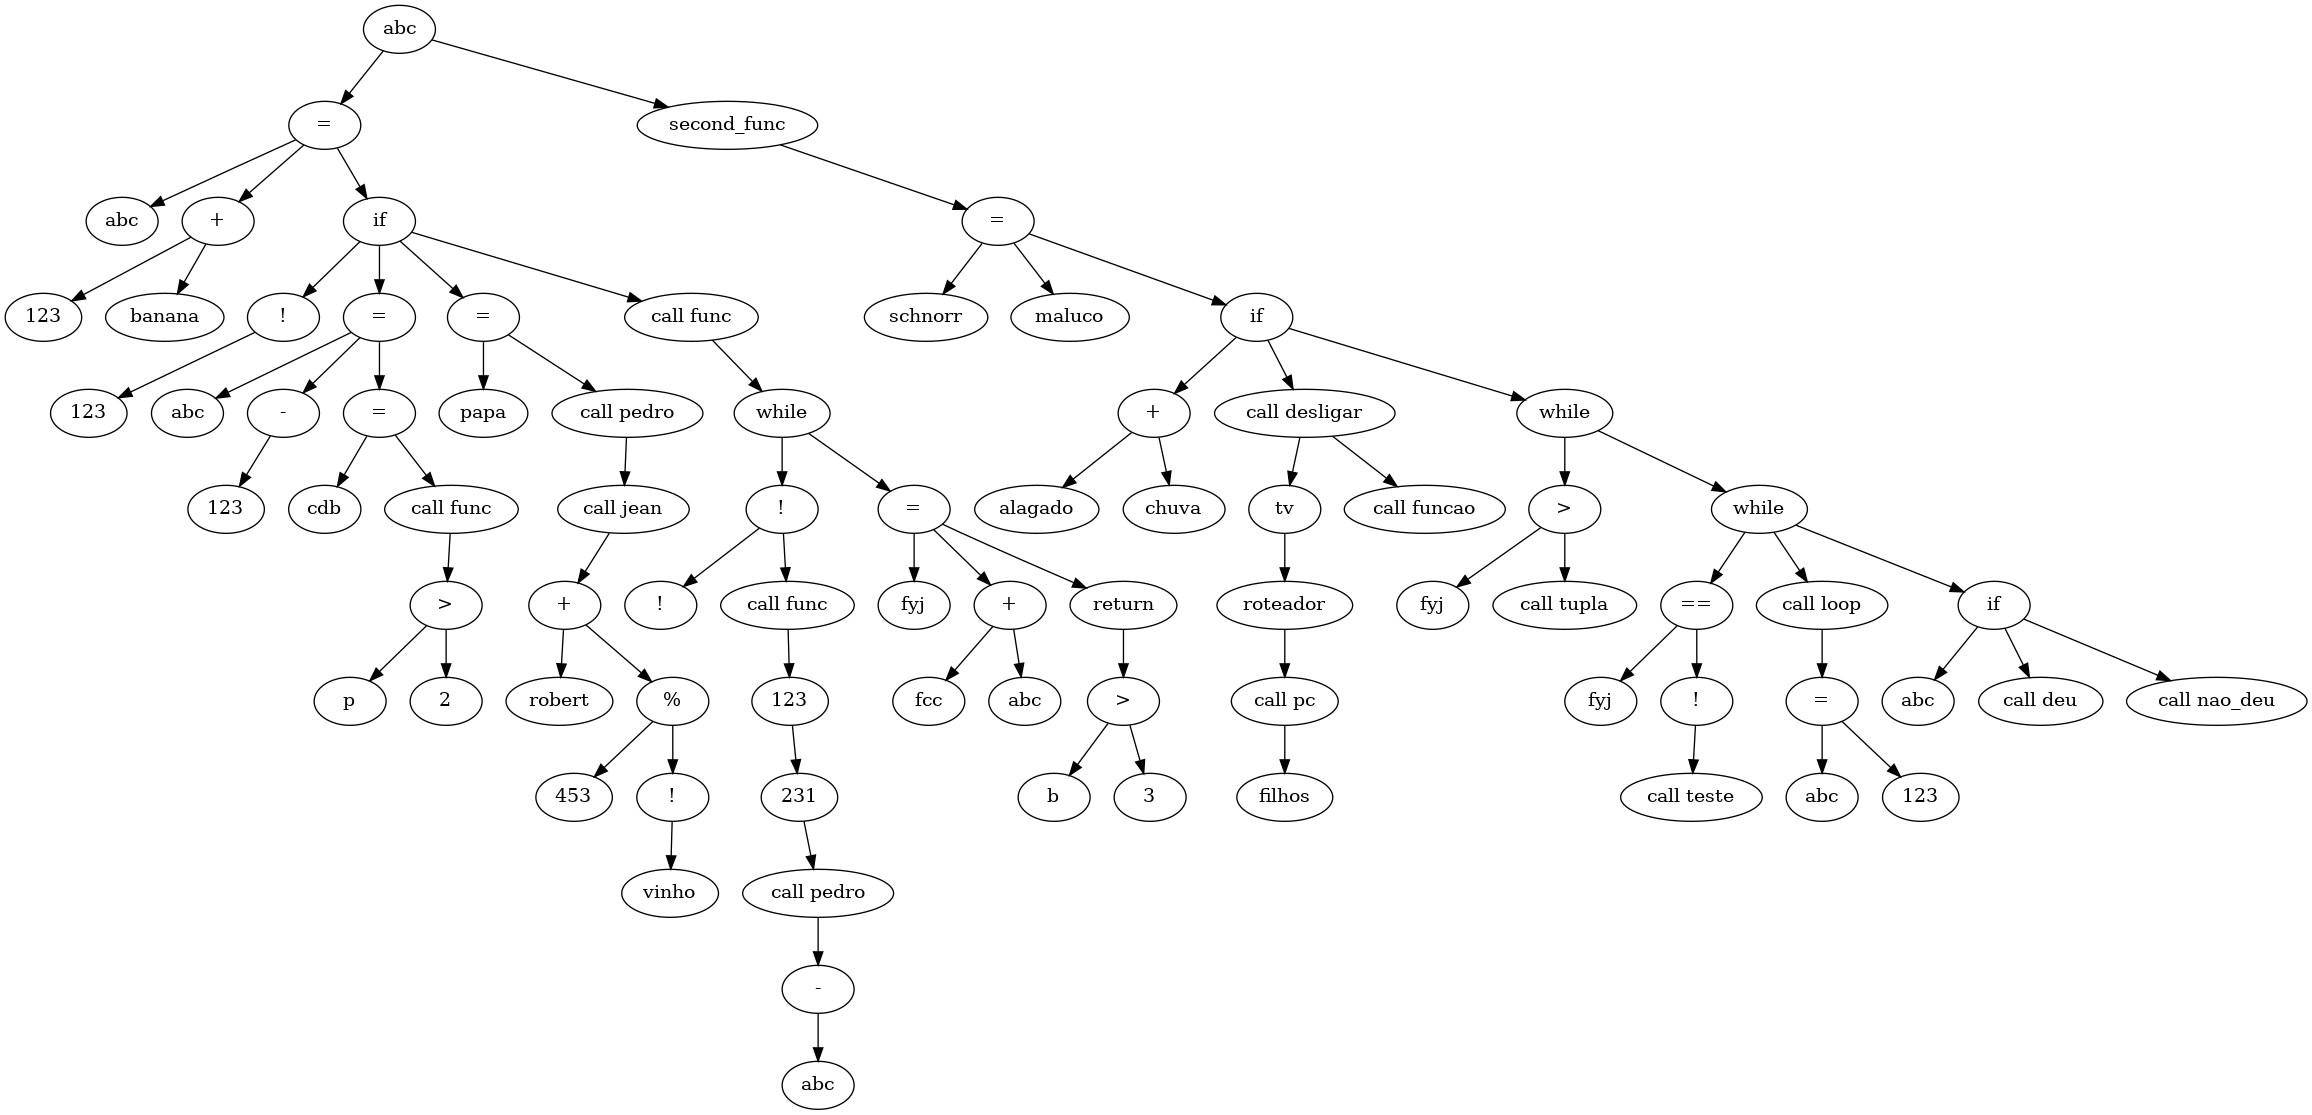 abc
=
second_func
abc
+
if
=
123
banana
!
=
=
call func
schnorr
maluco
if
123
abc
-
=
papa
call pedro
while
+
call desligar
while
123
cdb
call func
call jean
!
=
alagado
chuva
tv
call funcao
>
while
>
+
!
call func
fyj
+
return
roteador
fyj
call tupla
==
call loop
if
p
2
robert
%
123
fcc
abc
>
call pc
fyj
!
=
abc
call deu
call nao_deu
453
!
231
b
3
filhos
call teste
abc
123
vinho
call pedro
-
abc